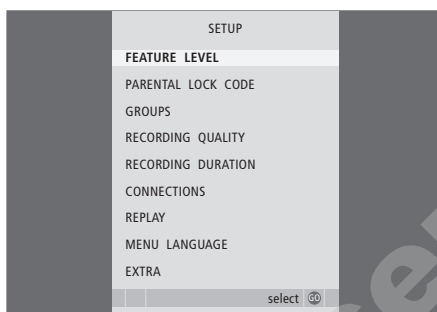 SETUP
FEATURE LEVEL
PARENTAL LOCK CODE
GROUPS
RECORDING QUALITY
RECORDING DURATION
CONNECTIONS
REPLAY
MENU LANGUAGE
EXTRA
select GO